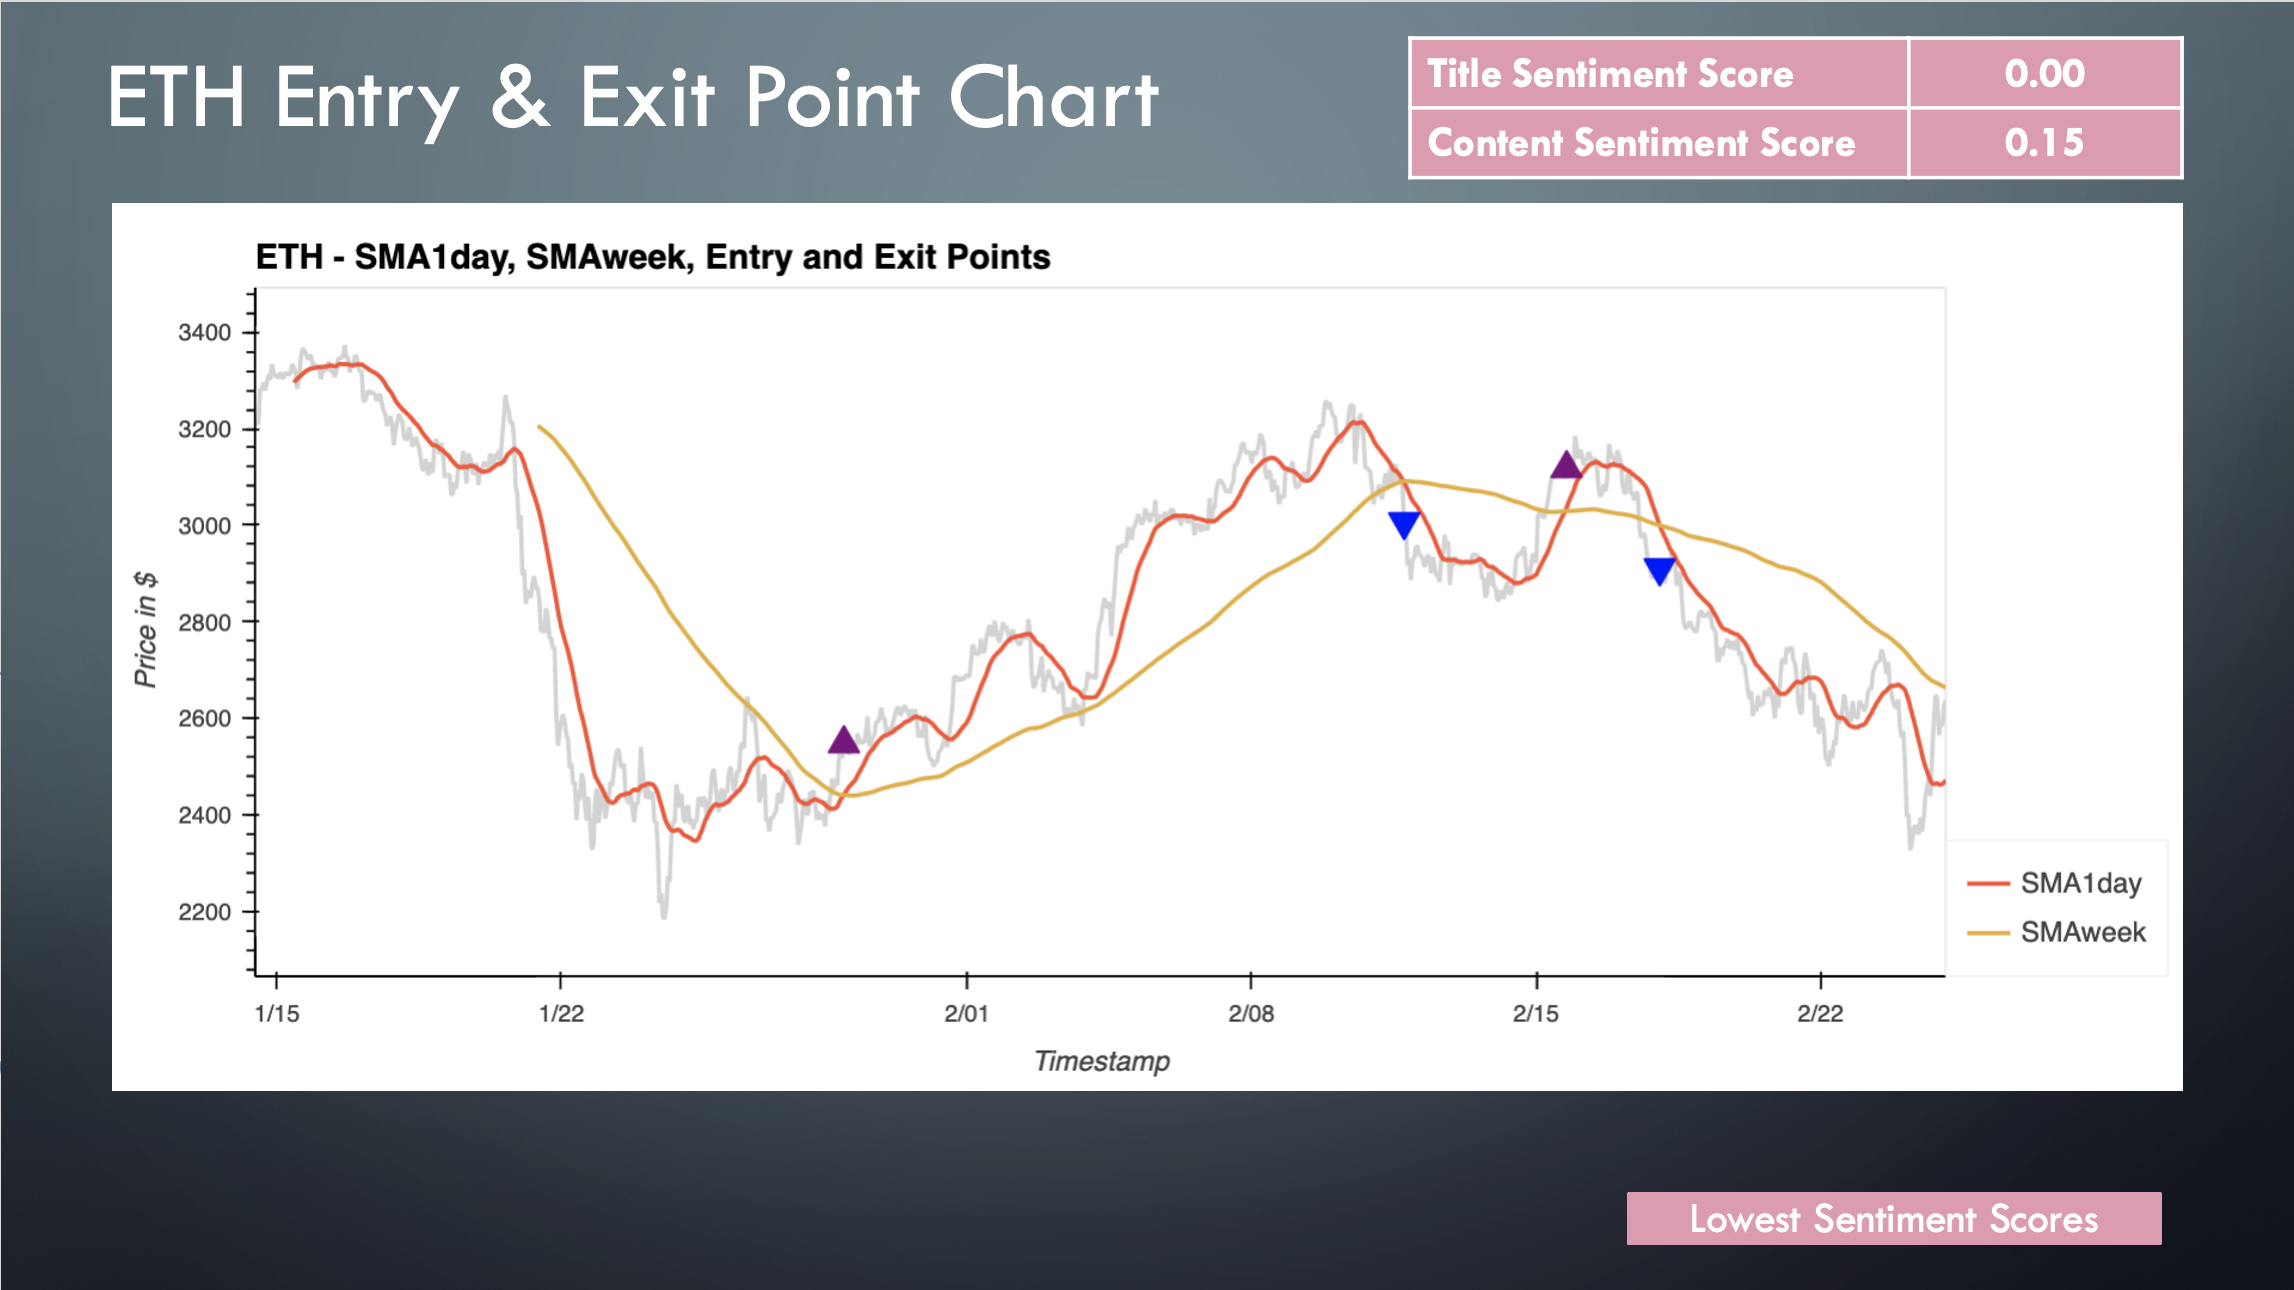 ETH Entry & Exit Point Chart
Title Sentiment Score 0.00
Content Sentiment Score 0.15
ETH - SMA1day, SMAweek, Entry and Exit Points
3400
3200
3000
2800
2600
2400
2200
Price in $
1/15 1/22 2/01 2/08 2/15 2/22
Timestamp
SMA1day
SMAweek
Lowest Sentiment Scores